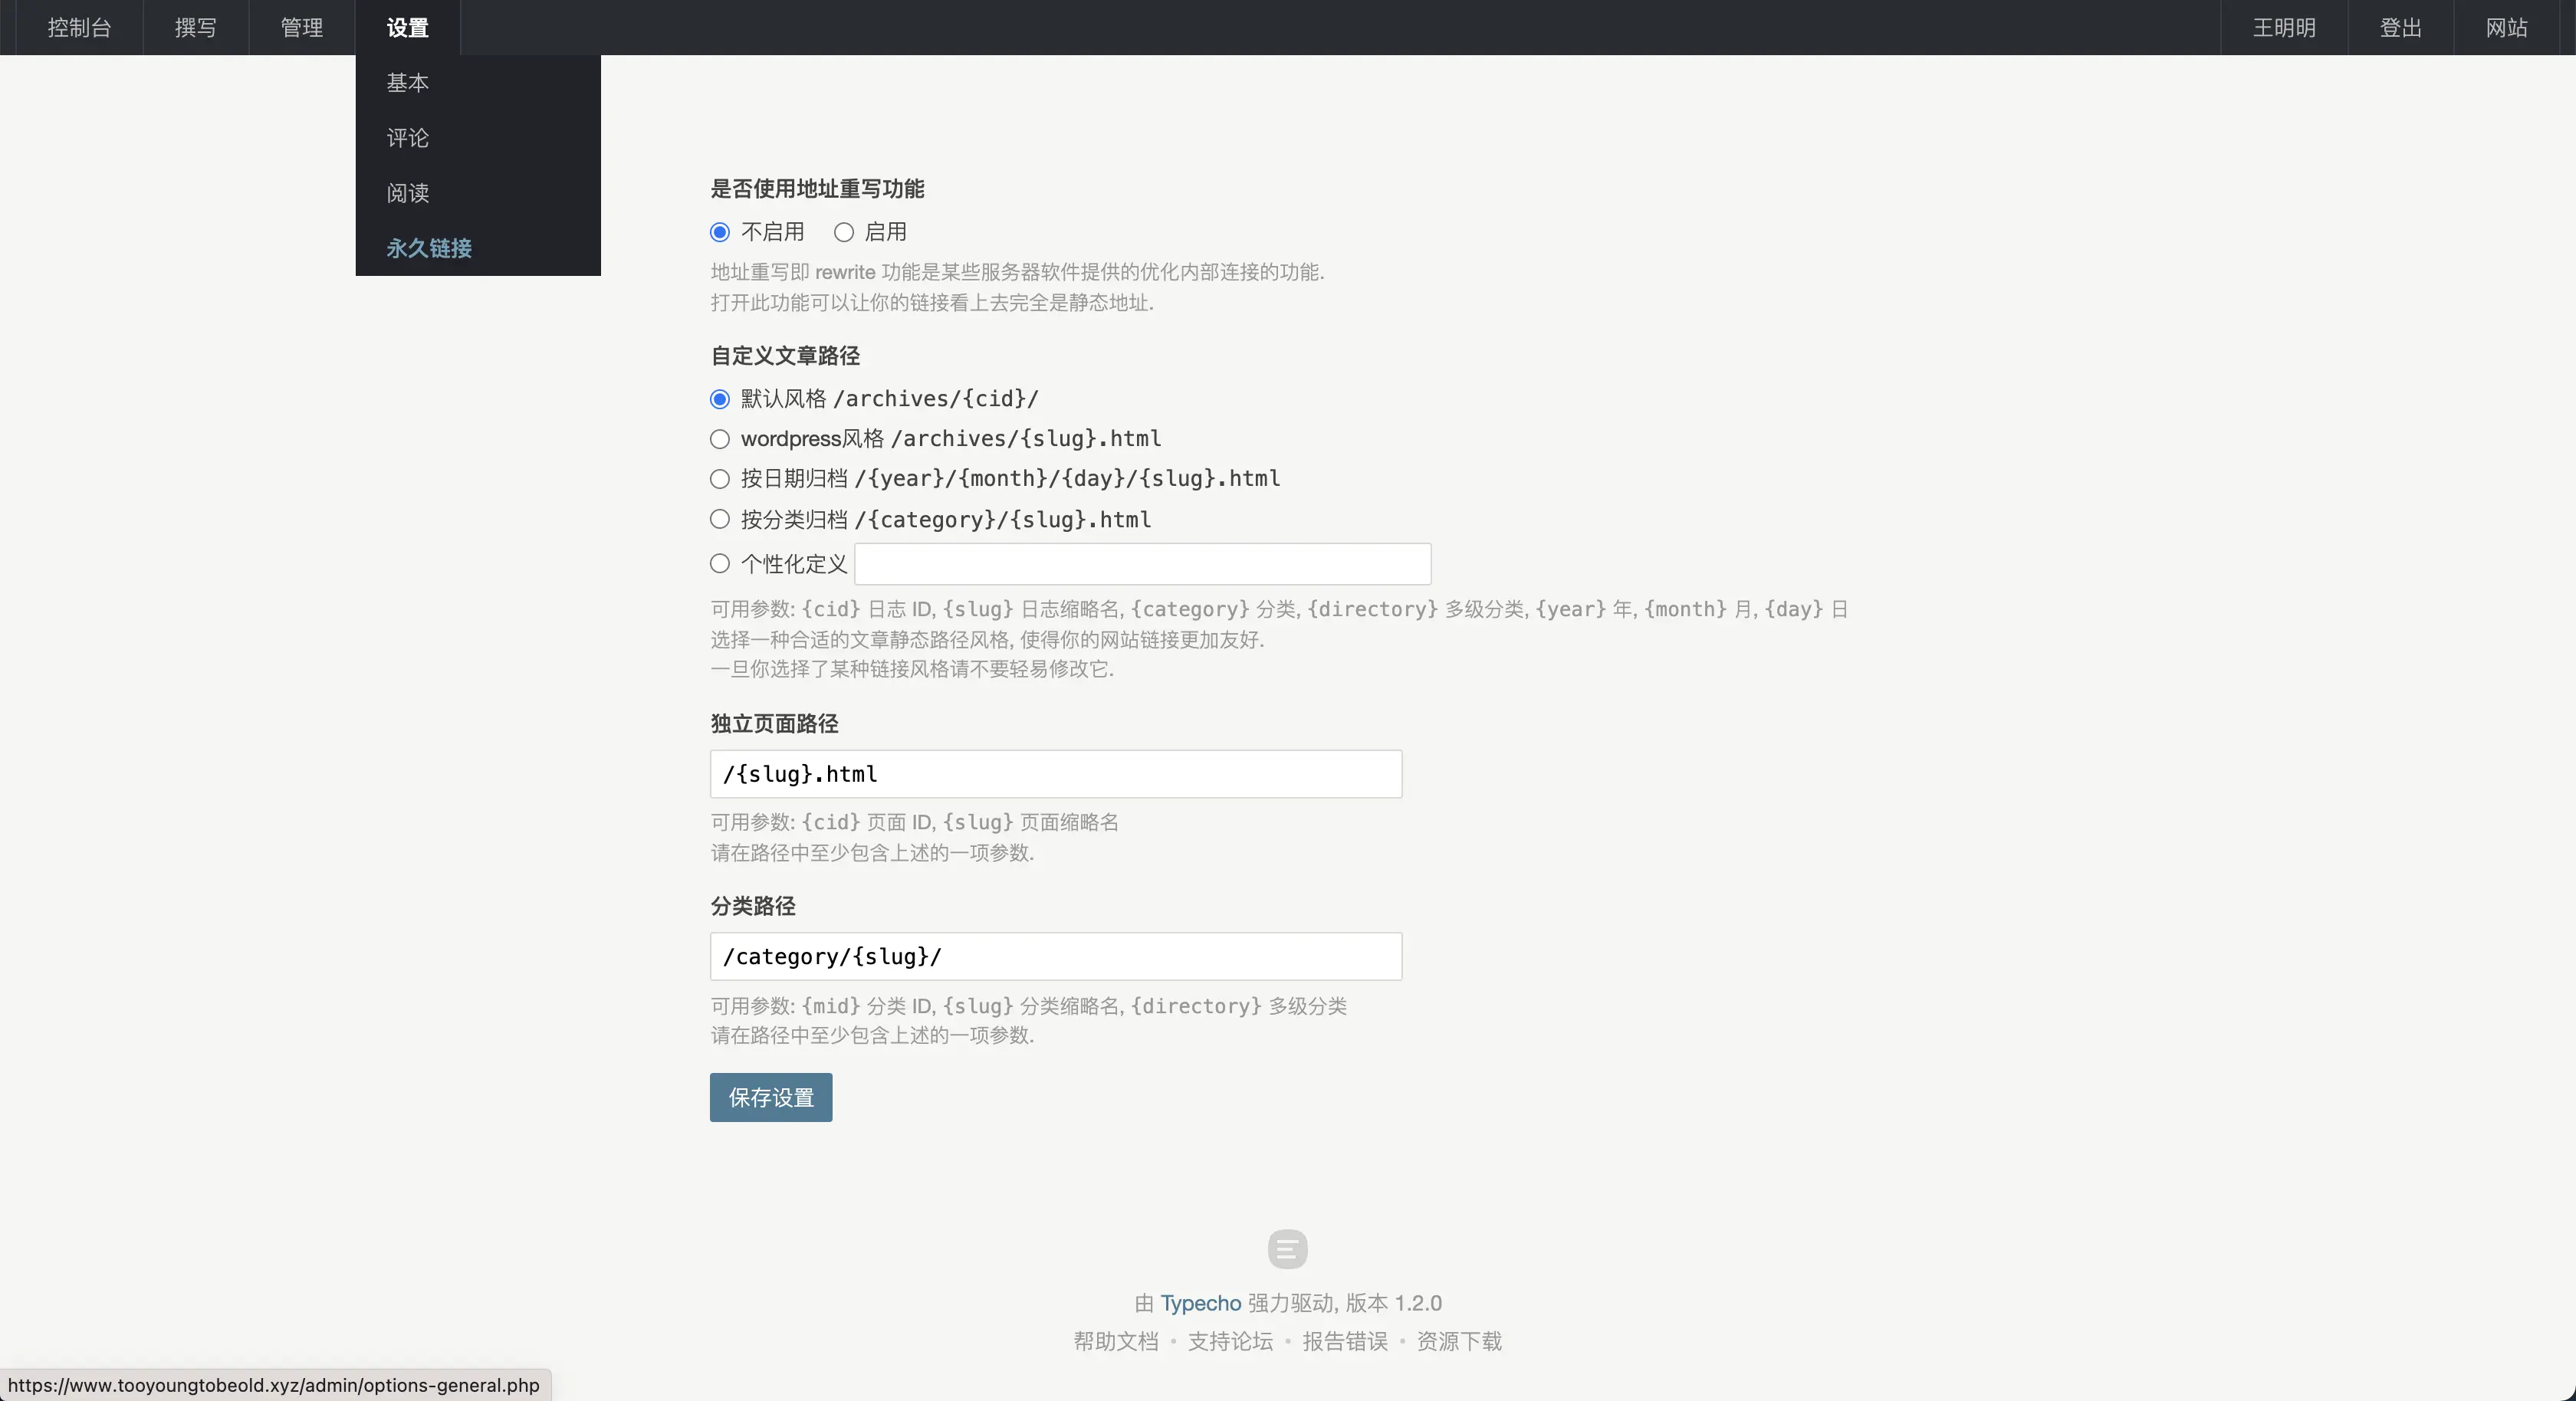 控制台 撰写 管理 设置 王明明 登出 网站
基本
评论
阅读
永久链接
是否使用地址重写功能
不启用 启用
地址重写即 rewrite 功能是某些服务器软件提供的优化内部连接的功能.
打开此功能可以让你的链接看上去完全是静态地址.
自定义文章路径
默认风格 /archives/{cid}/
wordpress风格 /archives/{slug}.html
按日期归档 /{year}/{month}/{day}/{slug}.html
按分类归档 /{category}/{slug}.html
个性化定义
可用参数: {cid} 日志 ID, {slug} 日志缩略名, {category} 分类, {directory} 多级分类, {year} 年, {month} 月, {day} 日
选择一种合适的文章静态路径风格, 使得你的网站链接更加友好.
一旦你选择了某种链接风格请不要轻易修改它.
独立页面路径
/{slug}.html
可用参数: {cid} 页面 ID, {slug} 页面缩略名
请在路径中至少包含上述的一项参数.
分类路径
/category/{slug}/
可用参数: {mid} 分类 ID, {slug} 分类缩略名, {directory} 多级分类
请在路径中至少包含上述的一项参数.
保存设置
由 Typecho 强力驱动, 版本 1.2.0
帮助文档 • 支持论坛 • 报告错误 • 资源下载
https://www.tooyoungtobeold.xyz/admin/options-general.php